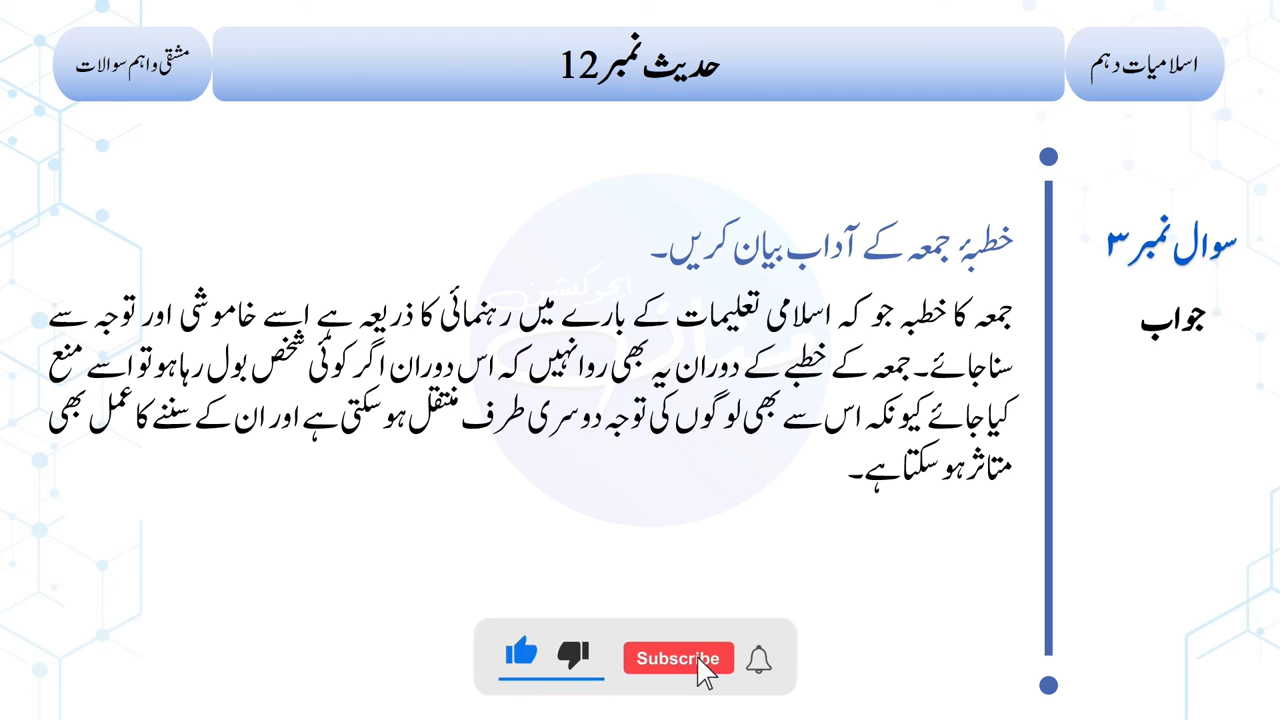 اسلامیات دہم
حدیث نمبر 12
مشقی و اہم سوالات
سوال نمبر ۳
خطبۂ جمعہ کے آداب بیان کریں۔
جواب
جمعہ کا خطبہ جو کہ اسلامی تعلیمات کے بارے میں رہنمائی کا ذریعہ ہے اسے خاموشی اور توجہ سے
سنا جائے۔ جمعہ کے خطبے کے دوران یہ بھی روا نہیں کہ اس دوران اگر کوئی شخص بول رہا ہو تو اسے منع
کیا جائے کیونکہ اس سے بھی لوگوں کی توجہ دوسری طرف منتقل ہو سکتی ہے اور ان کے سننے کا عمل بھی
متاثر ہو سکتا ہے۔
ایجوکیشن
Subscribe